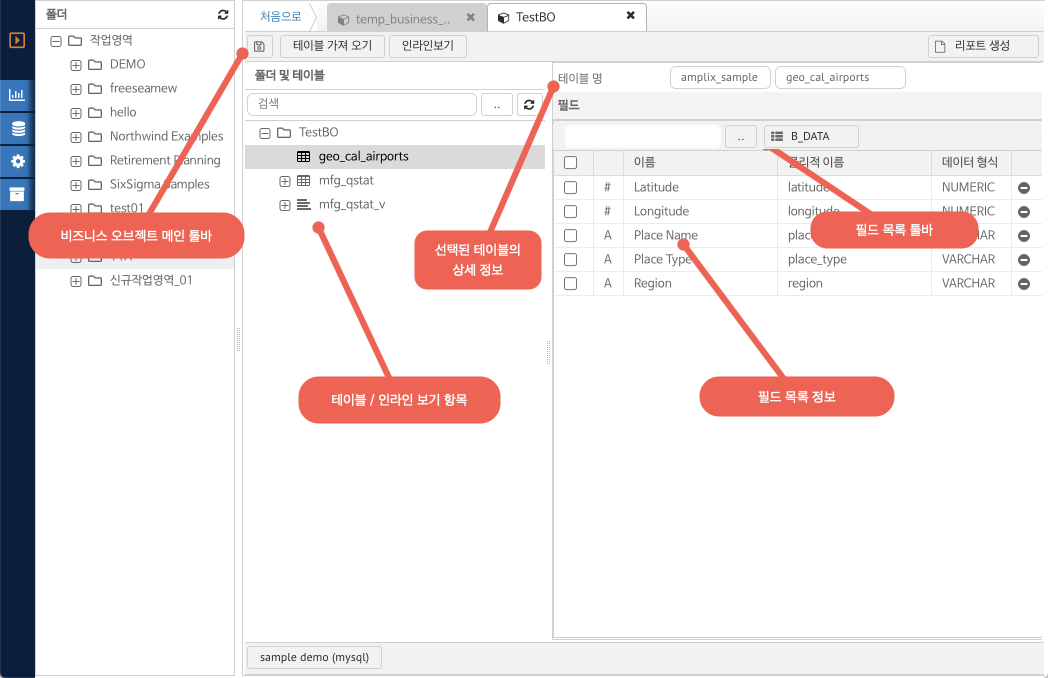 폴더
처음으로
temp_business_..
TestBO
작업영역
DEMO
freeseamew
hello
Northwind Examples
Retirement Planning
SixSigma Samples
test01
신규작업영역_01
테이블 가져 오기
인라인보기
리포트 생성
비즈니스 오브젝트 메인 툴바
폴더 및 테이블
검색
..
TestBO
geo_cal_airports
mfg_qstat
mfg_qstat_v
테이블 / 인라인 보기 항목
sample demo (mysql)
선택된 테이블의
상세 정보
테이블 명
amplix_sample
geo_cal_airports
필드
..
B_DATA
이름
물리적 이름
데이터 형식
# Latitude latitude NUMERIC
# Longitude longitude NUMERIC
A Place Name plac HAR
A Place Type place_type VARCHAR
A Region region VARCHAR
필드 목록 툴바
필드 목록 정보